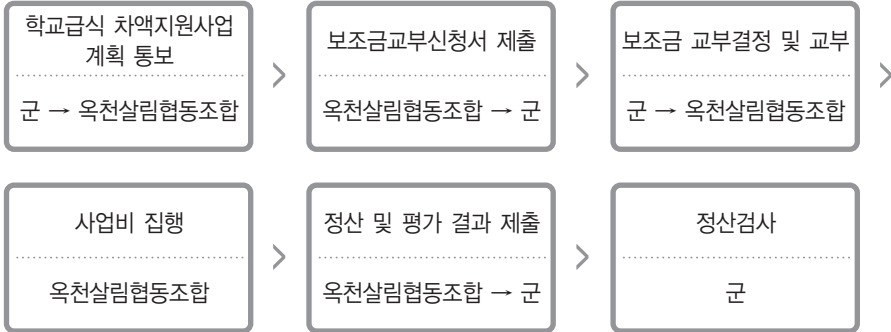 학교급식 차액지원사업
계획 통보
군 → 옥천살림협동조합
보조금교부신청서 제출
옥천살림협동조합 → 군
보조금 교부결정 및 교부
군 → 옥천살림협동조합
사업비 집행
옥천살림협동조합
정산 및 평가 결과 제출
옥천살림협동조합 → 군
정산검사
군